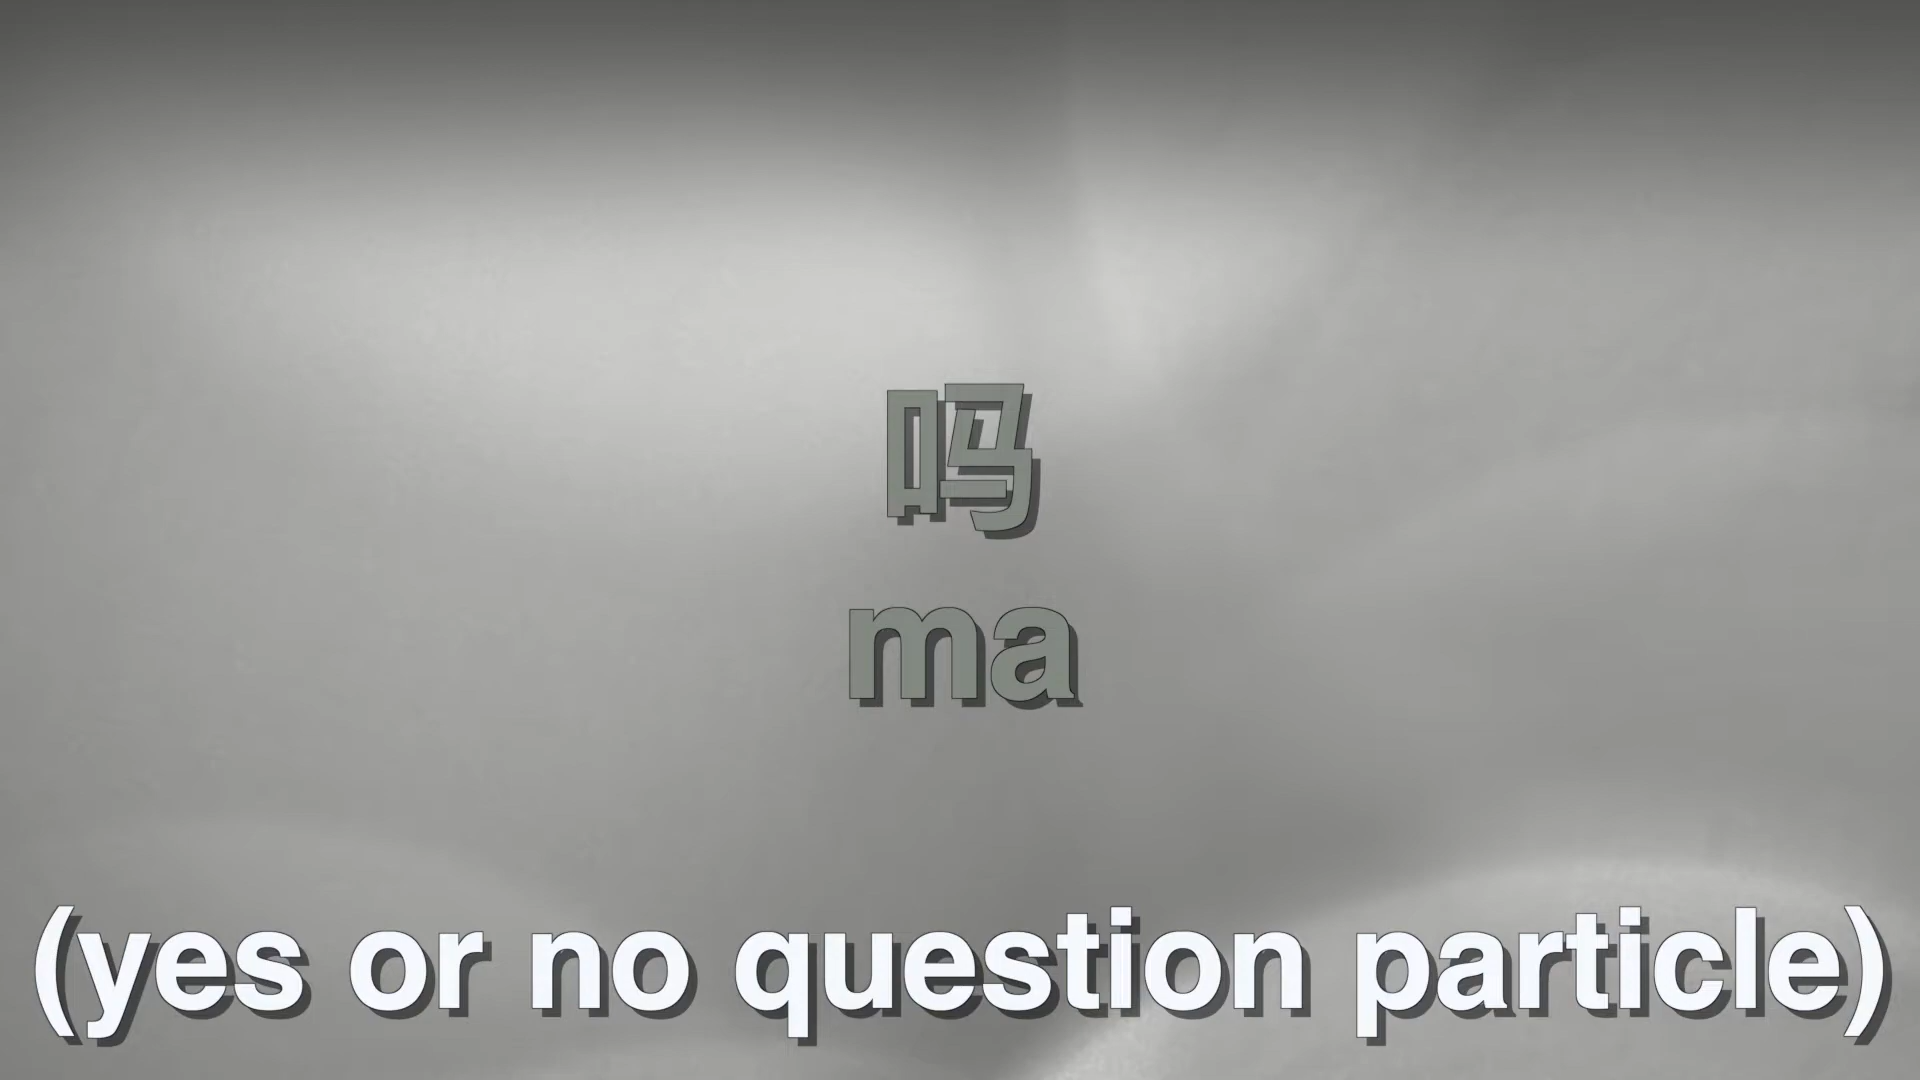 吗
ma
(yes or no question particle)